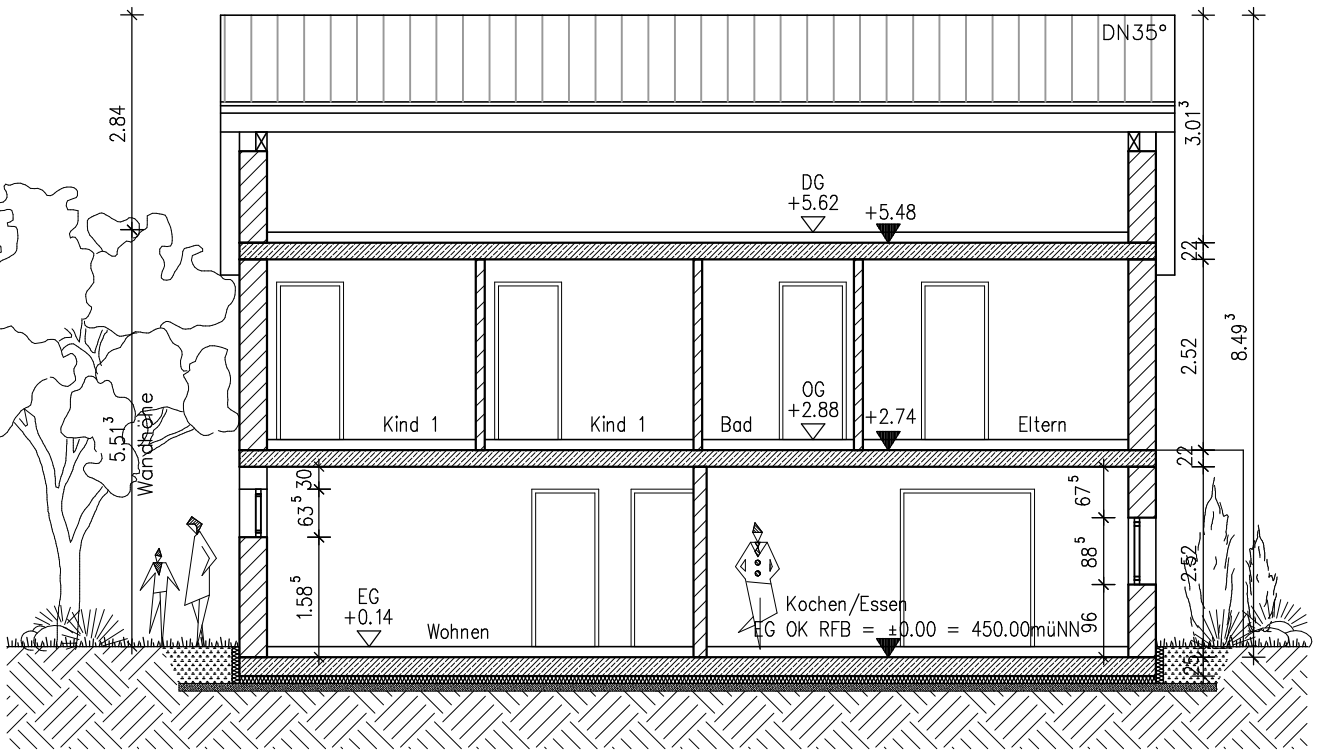 DN35°
2.84
3.01³
DG
+5.62
+5.48
22
2.52
8.49³
5.51³
Wandhöhe
OG
+2.88
+2.74
Kind 1
Kind 1
Bad
Eltern
22
30
63⁵
1.58⁵
67⁵
88⁵
96
2.52
EG
+0.14
Wohnen
Kochen/Essen
EG OK RFB = ±0.00 = 450.00müNN